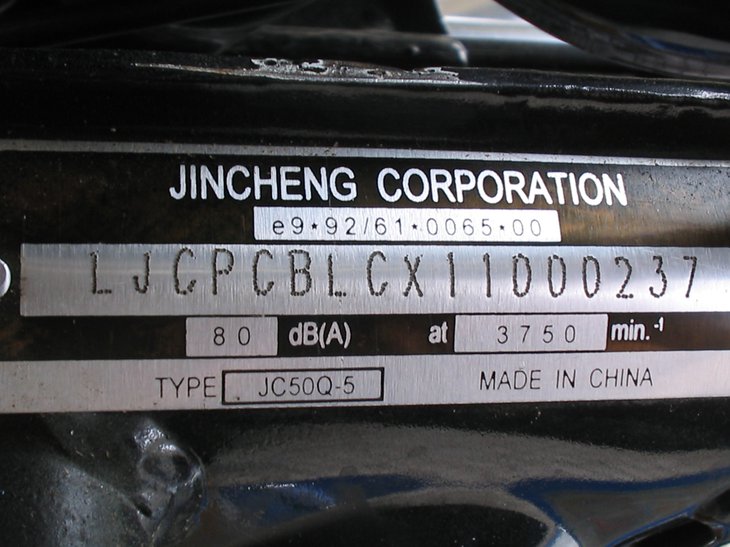 JINCHENG CORPORATION
e9*92/61*0065*00
LJCPCBLCX11000237
80 dB(A) at 3750 min.-1
TYPE JC50Q-5 MADE IN CHINA